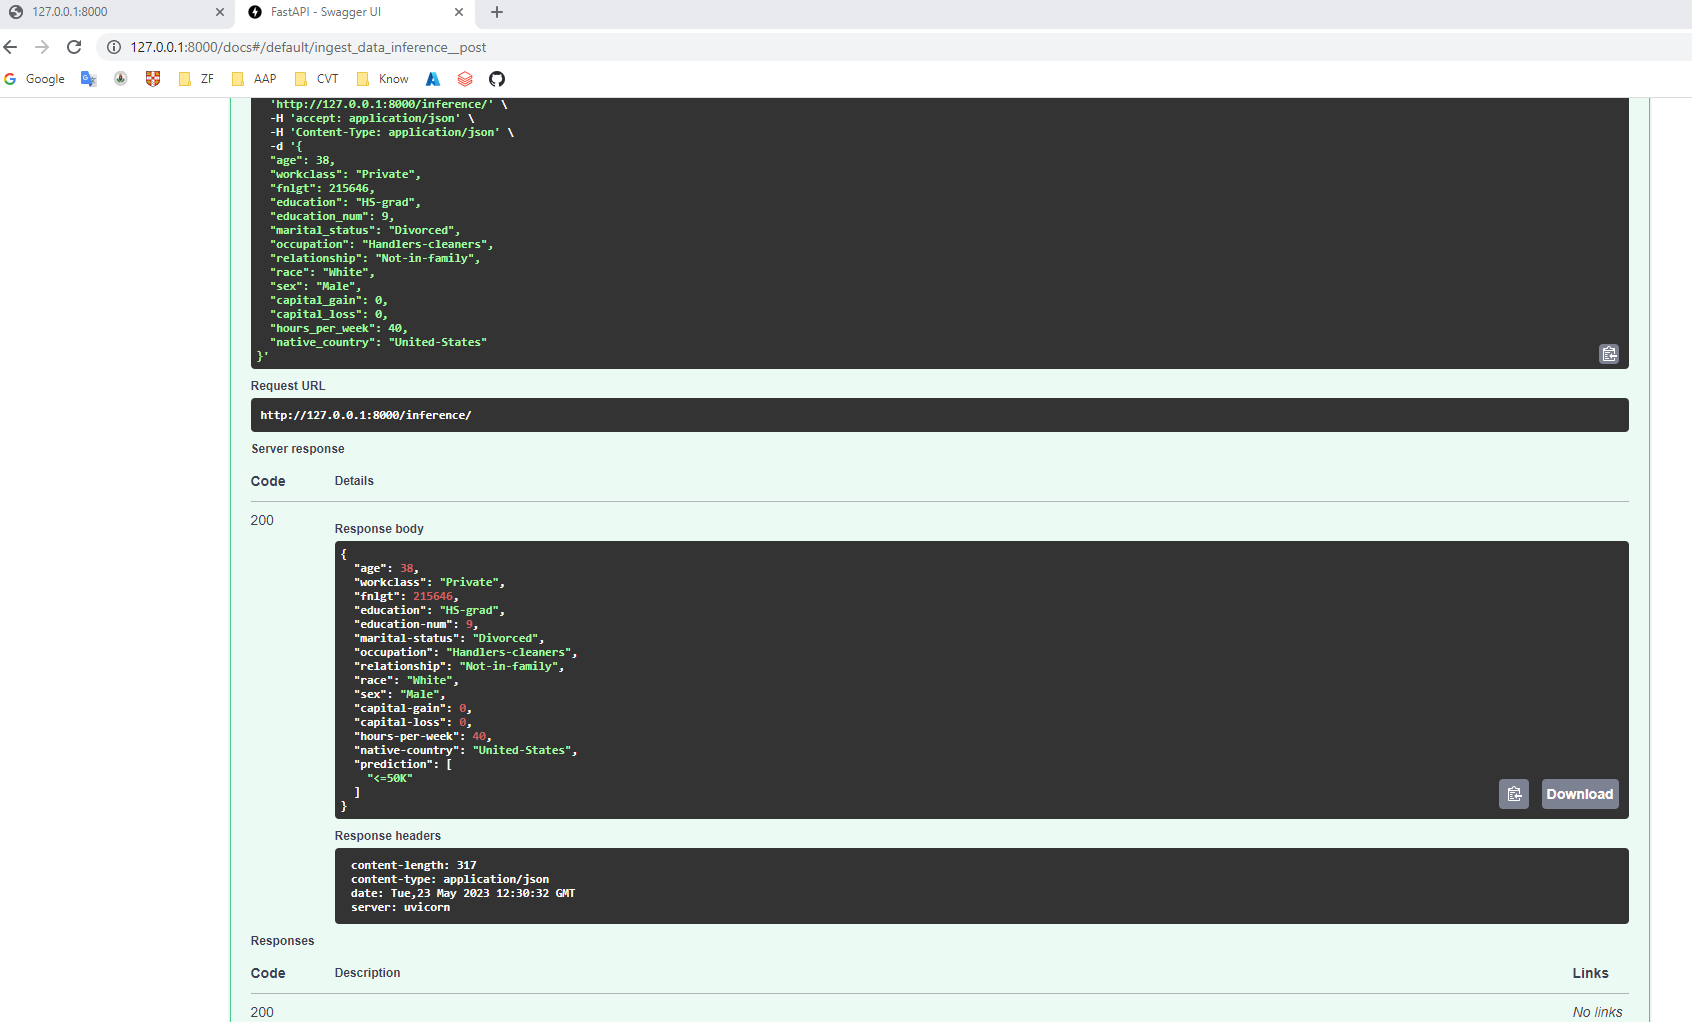 127.0.0.1:8000
FastAPI - Swagger UI
127.0.0.1:8000/docs#/default/ingest_data_inference__post
Google
ZF
AAP
CVT
Know
'http://127.0.0.1:8000/inference/' \
-H 'accept: application/json' \
-H 'Content-Type: application/json' \
-d '{
"age": 38,
"workclass": "Private",
"fnlgt": 215646,
"education": "HS-grad",
"education_num": 9,
"marital_status": "Divorced",
"occupation": "Handlers-cleaners",
"relationship": "Not-in-family",
"race": "White",
"sex": "Male",
"capital_gain": 0,
"capital_loss": 0,
"hours_per_week": 40,
"native_country": "United-States"
}'
Request URL
http://127.0.0.1:8000/inference/
Server response
Code Details
200
Response body
{
"age": 38,
"workclass": "Private",
"fnlgt": 215646,
"education": "HS-grad",
"education-num": 9,
"marital-status": "Divorced",
"occupation": "Handlers-cleaners",
"relationship": "Not-in-family",
"race": "White",
"sex": "Male",
"capital-gain": 0,
"capital-loss": 0,
"hours-per-week": 40,
"native-country": "United-States",
"prediction": [
"<=50K"
]
}
Download
Response headers
content-length: 317
content-type: application/json
date: Tue,23 May 2023 12:30:32 GMT
server: uvicorn
Responses
Code Description Links
200 No links